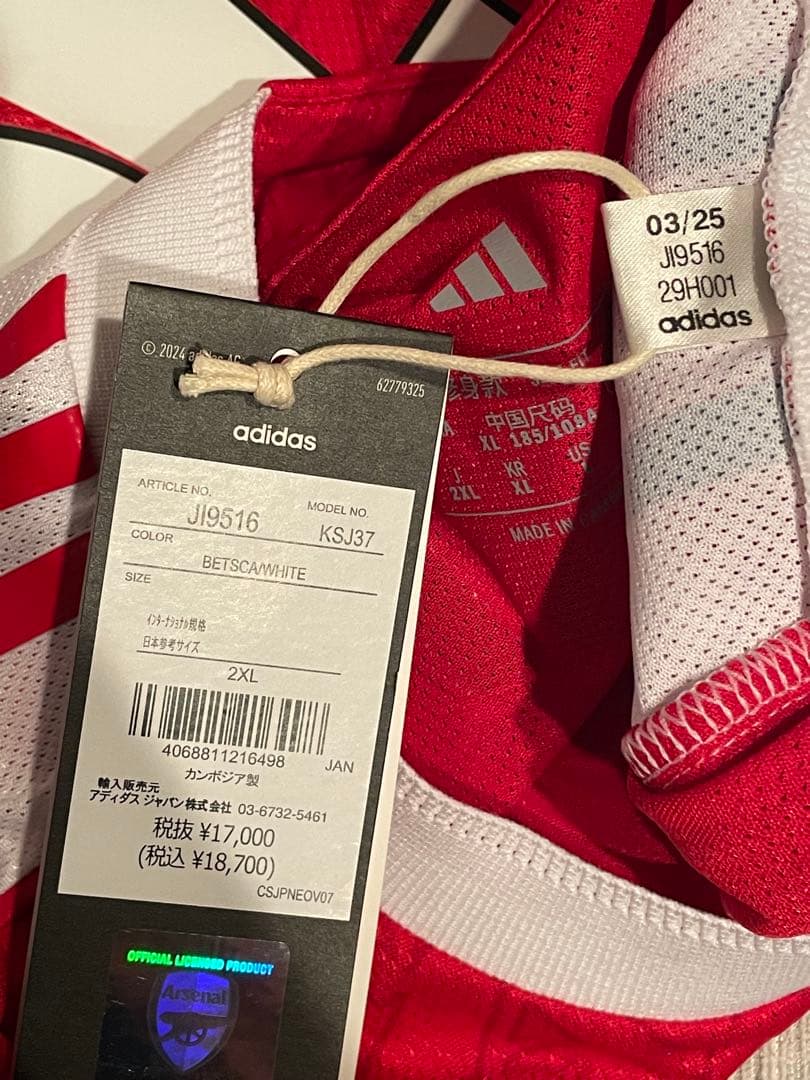 03/25
JI9516
29H001
adidas
© 2024
62779325
adidas
ARTICLE NO.
MODEL NO.
JI9516
KSJ37
COLOR
BETSCA/WHITE
SIZE
インターナショナル規格
日本参考サイズ
2XL
4068811216498
JAN
カンボジア製
輸入販売元
アディダス ジャパン株式会社 03-6732-5461
税抜 ¥17,000
(税込 ¥18,700)
CSJPNEOV07
OFFICIAL LICENSED PRODUCT
Arsenal
身款
FIT
中国尺码
XL 185/108A
J
KR
US
2XL
XL
MADE IN